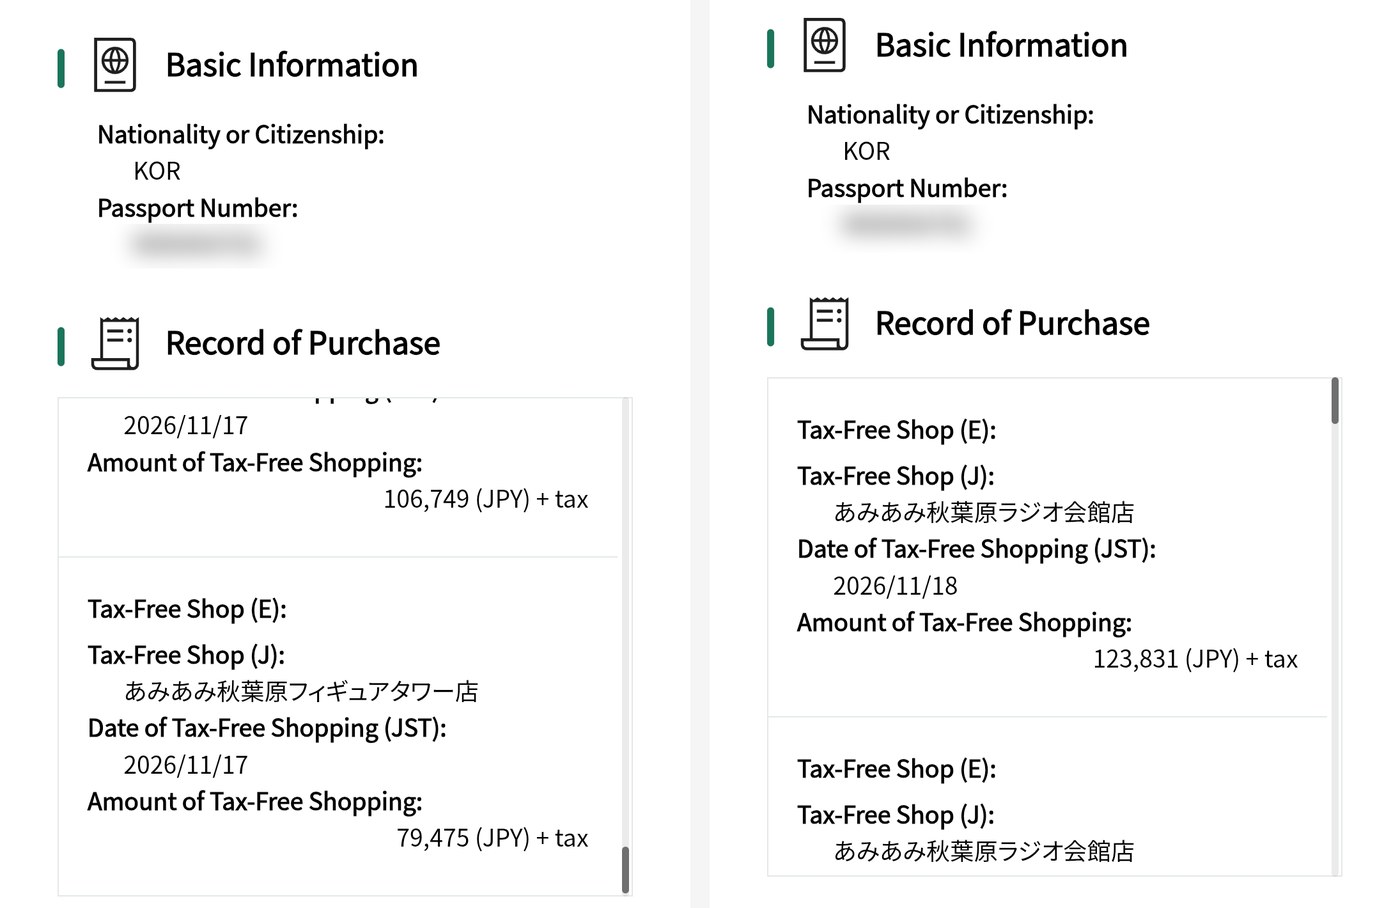 Basic Information
Nationality or Citizenship:
KOR
Passport Number:
Record of Purchase
2026/11/17
Amount of Tax-Free Shopping:
106,749 (JPY) + tax
Tax-Free Shop (E):
Tax-Free Shop (J):
あみあみ秋葉原フィギュアタワー店
Date of Tax-Free Shopping (JST):
2026/11/17
Amount of Tax-Free Shopping:
79,475 (JPY) + tax
Basic Information
Nationality or Citizenship:
KOR
Passport Number:
Record of Purchase
Tax-Free Shop (E):
Tax-Free Shop (J):
あみあみ秋葉原ラジオ会館店
Date of Tax-Free Shopping (JST):
2026/11/18
Amount of Tax-Free Shopping:
123,831 (JPY) + tax
Tax-Free Shop (E):
Tax-Free Shop (J):
あみあみ秋葉原ラジオ会館店